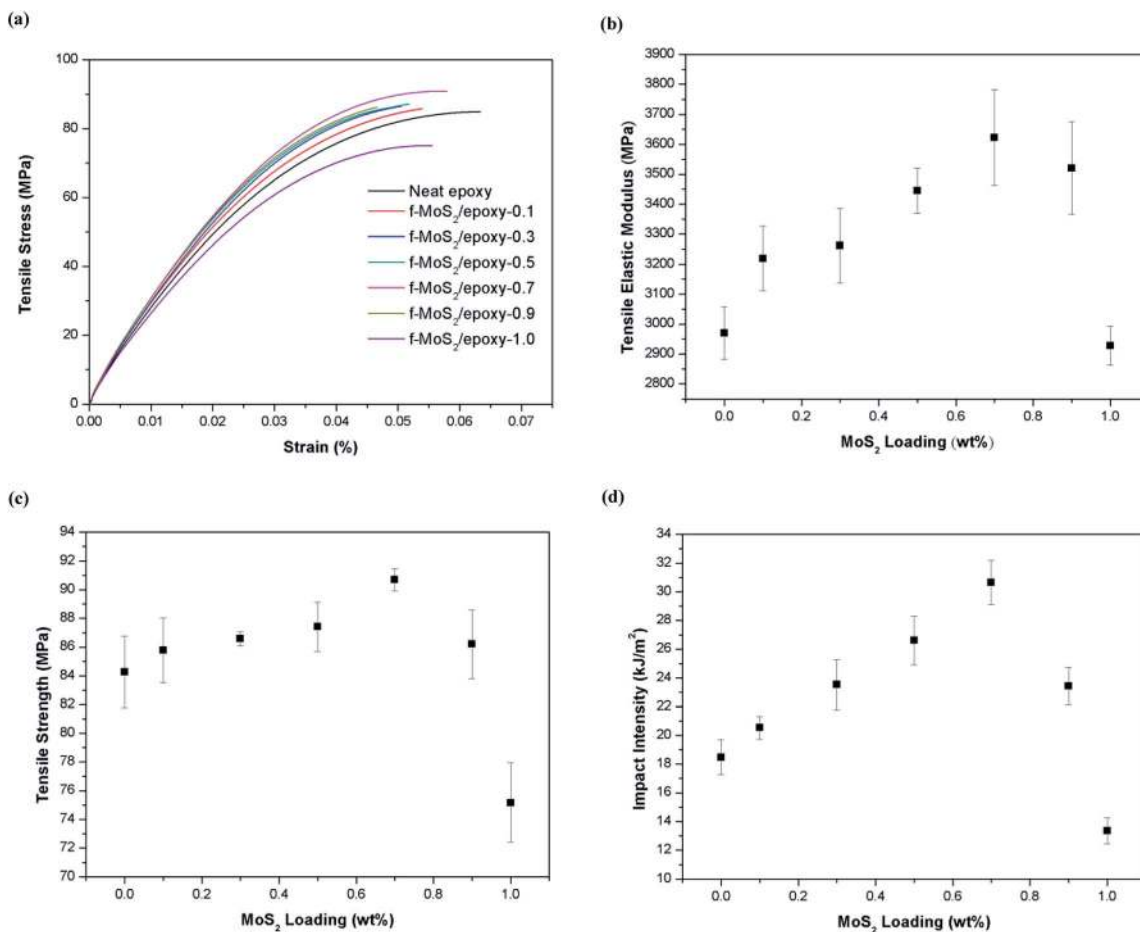 (a)
100
80
60
40
20
0
Tensile Stress (MPa)
Neat epoxy
f-MoS₂/epoxy-0.1
f-MoS₂/epoxy-0.3
f-MoS₂/epoxy-0.5
f-MoS₂/epoxy-0.7
f-MoS₂/epoxy-0.9
f-MoS₂/epoxy-1.0
0.00 0.01 0.02 0.03 0.04 0.05 0.06 0.07
Strain (%)
(b)
3900
3800
3700
3600
3500
3400
3300
3200
3100
3000
2900
2800
Tensile Elastic Modulus (MPa)
0.0 0.2 0.4 0.6 0.8 1.0
MoS₂ Loading (wt%)
(c)
94
92
90
88
86
84
82
80
78
76
74
72
70
Tensile Strength (MPa)
0.0 0.2 0.4 0.6 0.8 1.0
MoS₂ Loading (wt%)
(d)
34
32
30
28
26
24
22
20
18
16
14
12
10
Impact Intensity (kJ/m²)
0.0 0.2 0.4 0.6 0.8 1.0
MoS₂ Loading (wt%)